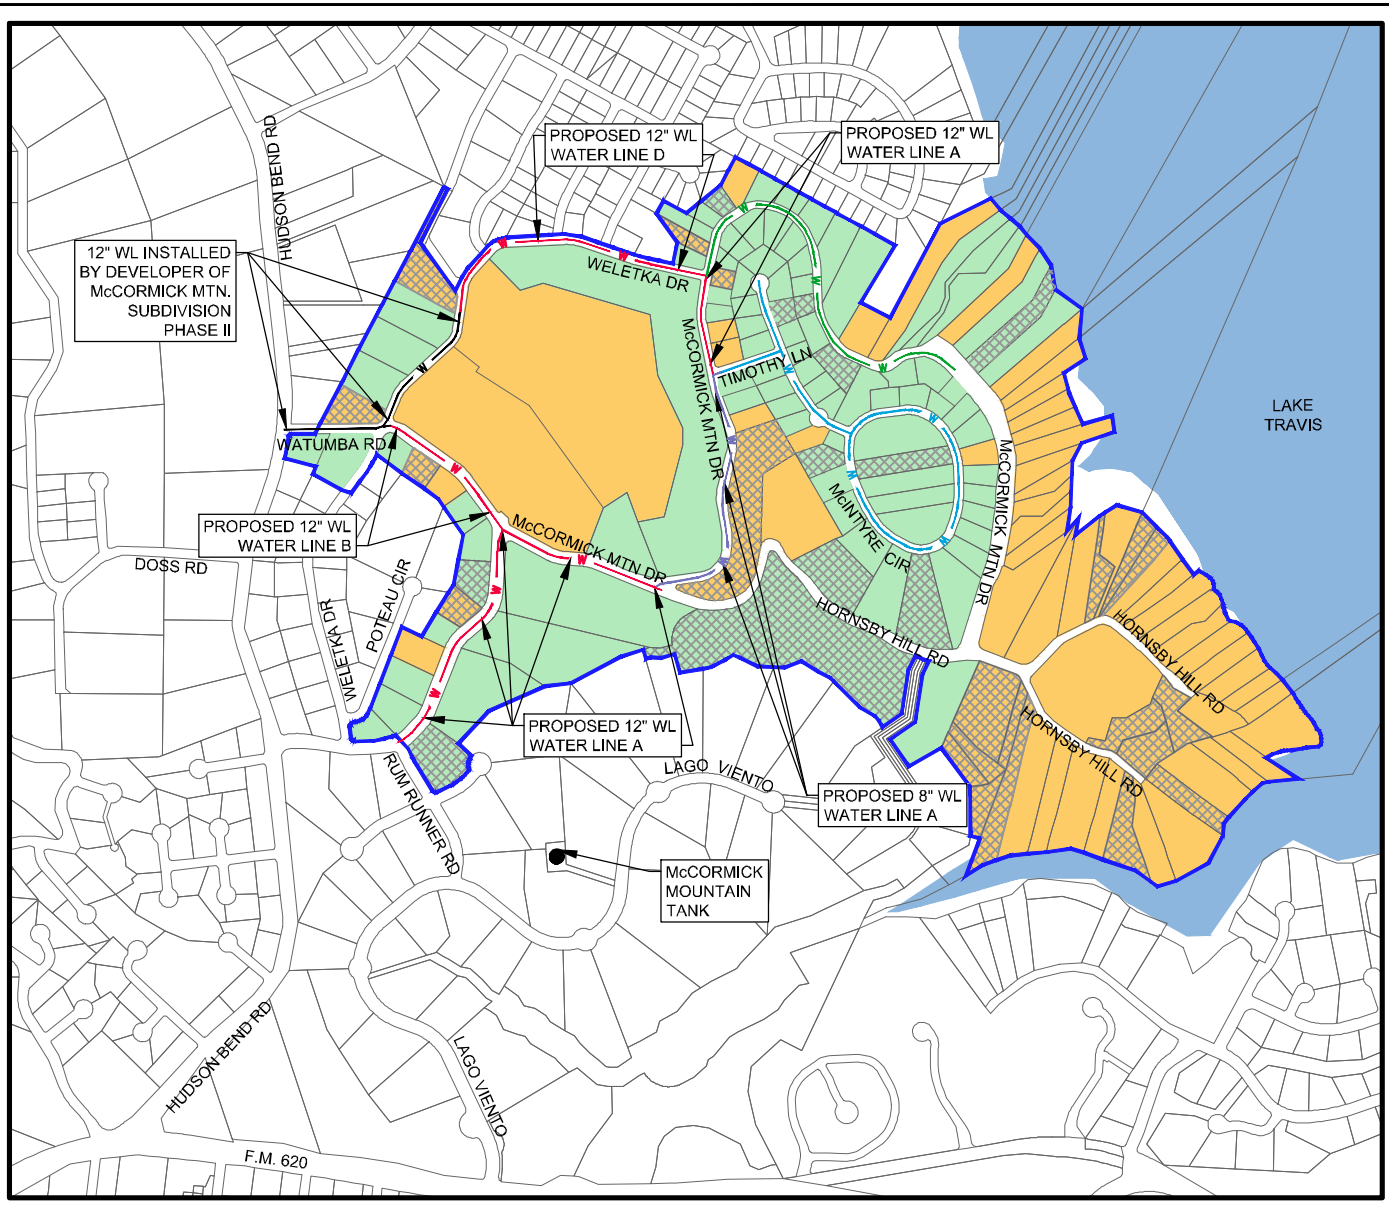 PROPOSED 12" WL
WATER LINE D
PROPOSED 12" WL
WATER LINE A
HUDSON BEND RD
12" WL INSTALLED
BY DEVELOPER OF
McCORMICK MTN.
SUBDIVISION
PHASE II
W
W
W
W
WELETKA DR
McCORMICK MTN DR
TIMOTHY LN
W
W
W
W
LAKE
TRAVIS
WATUMBA RD
W
W
W
W
McCORMICK MTN DR
McINTYRE CIR
W
W
PROPOSED 12" WL
WATER LINE B
McCORMICK MTN DR
W
W
W
DOSS RD
WELETKA DR
POTEAU CIR
HORNSBY HILL RD
HORNSBY HILL RD
HORNSBY HILL RD
W
PROPOSED 12" WL
WATER LINE A
RUM RUNNER RD
LAGO VIENTO
PROPOSED 8" WL
WATER LINE A
McCORMICK
MOUNTAIN
TANK
HUDSON BEND RD
LAGO VIENTO
F.M. 620